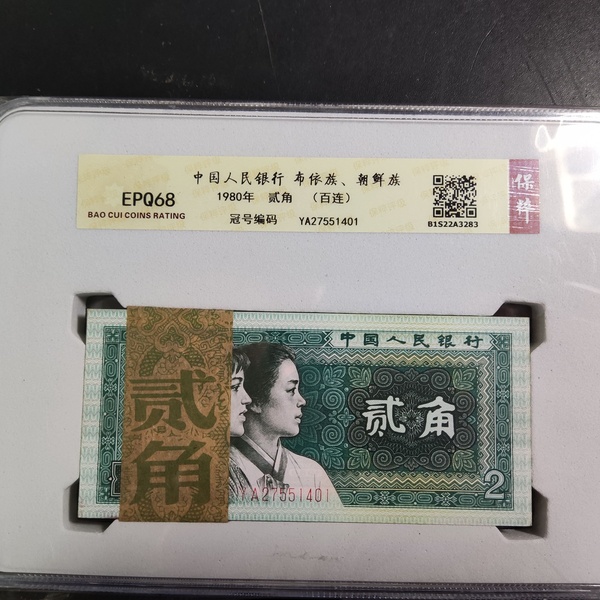 中国人民银行 布依族、朝鲜族
EPQ68
1980年 贰角 （百连）
BAO CUI COINS RATING
冠号编码 YA27551401
B1S22A3283
保粹
中国人民银行
贰角
贰角
YA27551401
2